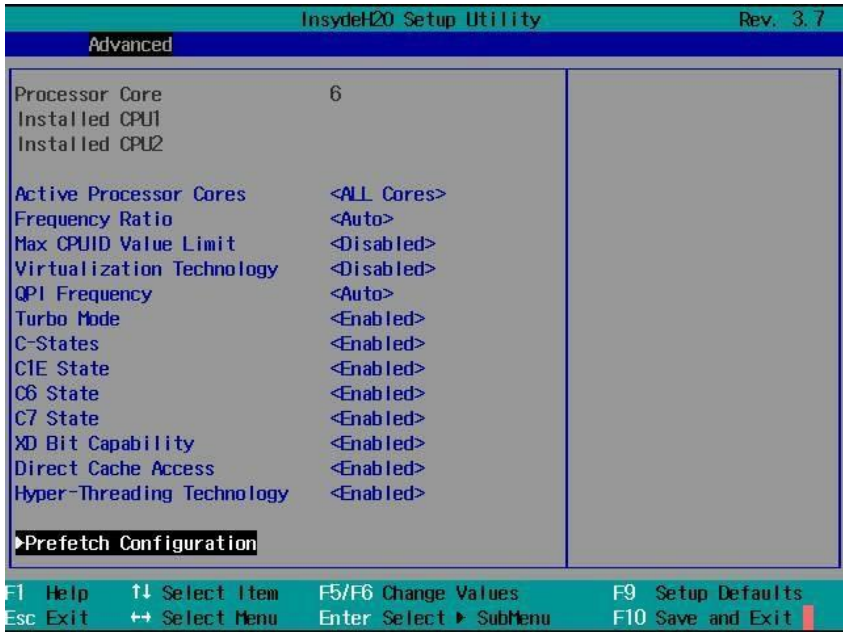 InsydeH20 Setup Utility Rev. 3.7
Advanced
Processor Core 6
Installed CPU1
Installed CPU2
Active Processor Cores <ALL Cores>
Frequency Ratio <Auto>
Max CPUID Value Limit <Disabled>
Virtualization Technology <Disabled>
QPI Frequency <Auto>
Turbo Mode <Enabled>
C-States <Enabled>
C1E State <Enabled>
C6 State <Enabled>
C7 State <Enabled>
XD Bit Capability <Enabled>
Direct Cache Access <Enabled>
Hyper-Threading Technology <Enabled>
▶Prefetch Configuration
F1 Help ↑↓ Select Item F5/F6 Change Values F9 Setup Defaults
Esc Exit ↔ Select Menu Enter Select ▶ SubMenu F10 Save and Exit